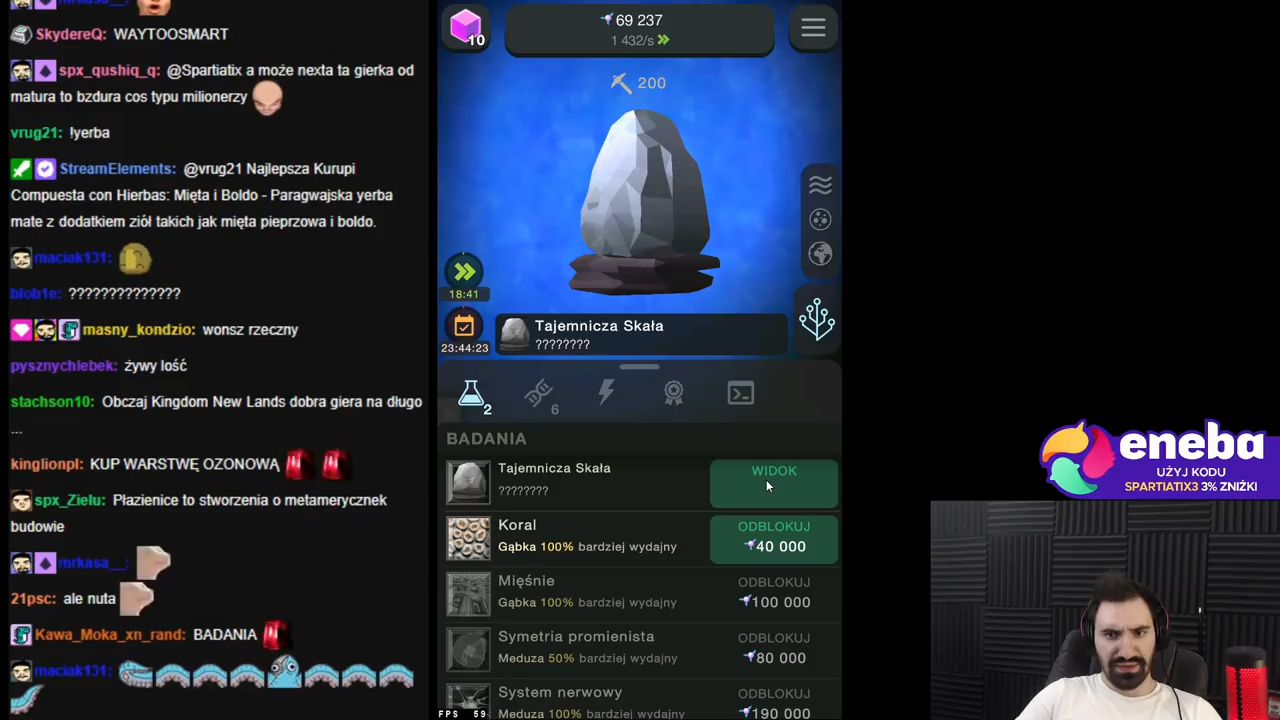 SkydereQ: WAYTOOSMART
spx_qushiq_q: @Spartiatix a może nexta ta gierka od
matura to bzdura cos typu milionerzy
vrug21: !yerba
StreamElements: @vrug21 Najlepsza Kurupi
Compuesta con Hierbas: Mięta i Boldo - Paragwajska yerba
mate z dodatkiem ziół takich jak mięta pieprzowa i boldo.
maciak131:
blob1e: ??????????????
masny_kondzio: wonsz rzeczny
pysznychlebek: żywy lość
stachson10: Obczaj Kingdom New Lands dobra giera na długo
...
kinglionpl: KUP WARSTWĘ OZONOWĄ
spx_Zielu: Płazienice to stworzenia o metamerycznek
budowie
mrkasa__:
21psc: ale nuta
Kawa_Moka_xn_rand: BADANIA
maciak131:
10
69 237
1 432/s
200
18:41
23:44:23
Tajemnicza Skała
????????
2
6
BADANIA
Tajemnicza Skała
????????
WIDOK
Koral
Gąbka 100% bardziej wydajny
ODBLOKUJ
40 000
Mięśnie
Gąbka 100% bardziej wydajny
ODBLOKUJ
100 000
Symetria promienista
Meduza 50% bardziej wydajny
ODBLOKUJ
80 000
System nerwowy
Meduza 100% bardziej wydajny
ODBLOKUJ
190 000
FPS 59
eneba
UŻYJ KODU
SPARTIATIX3 3% ZNIŻKI